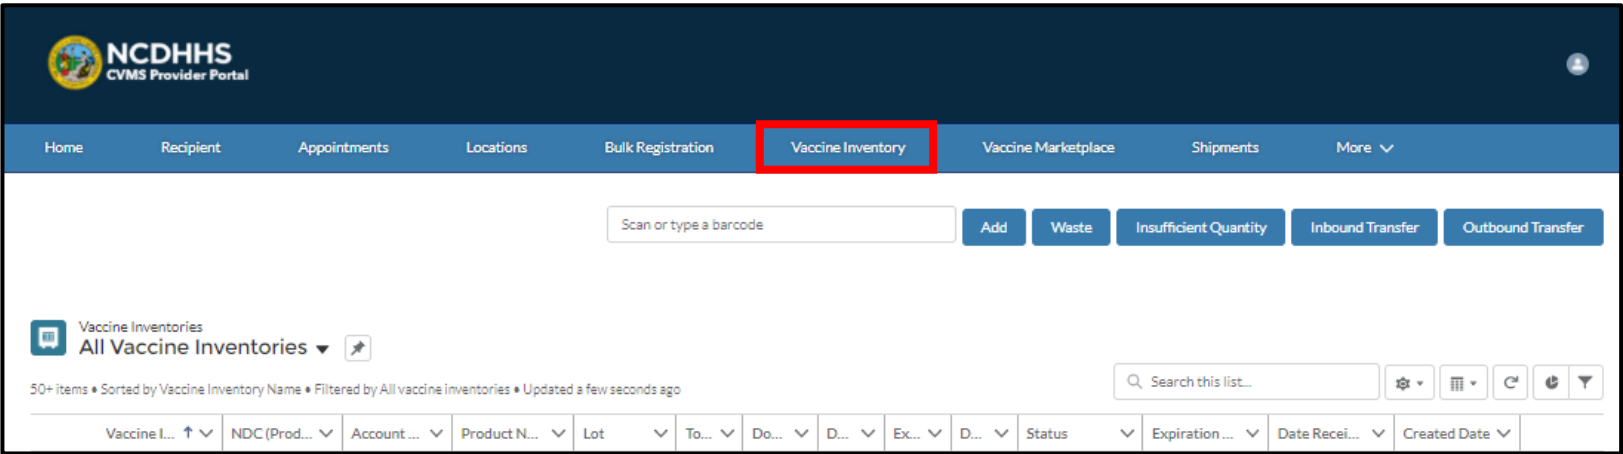 NCDHHS
CVMS Provider Portal
Home Recipient Appointments Locations Bulk Registration Vaccine Inventory Vaccine Marketplace Shipments More
Scan or type a barcode Add Waste Insufficient Quantity Inbound Transfer Outbound Transfer
Vaccine Inventories
All Vaccine Inventories
Search this list...
50+ items • Sorted by Vaccine Inventory Name • Filtered by All vaccine inventories • Updated a few seconds ago
Vaccine I... NDC (Prod... Account ... Product N... Lot To... Do... D... Ex... D... Status Expiration ... Date Recei... Created Date